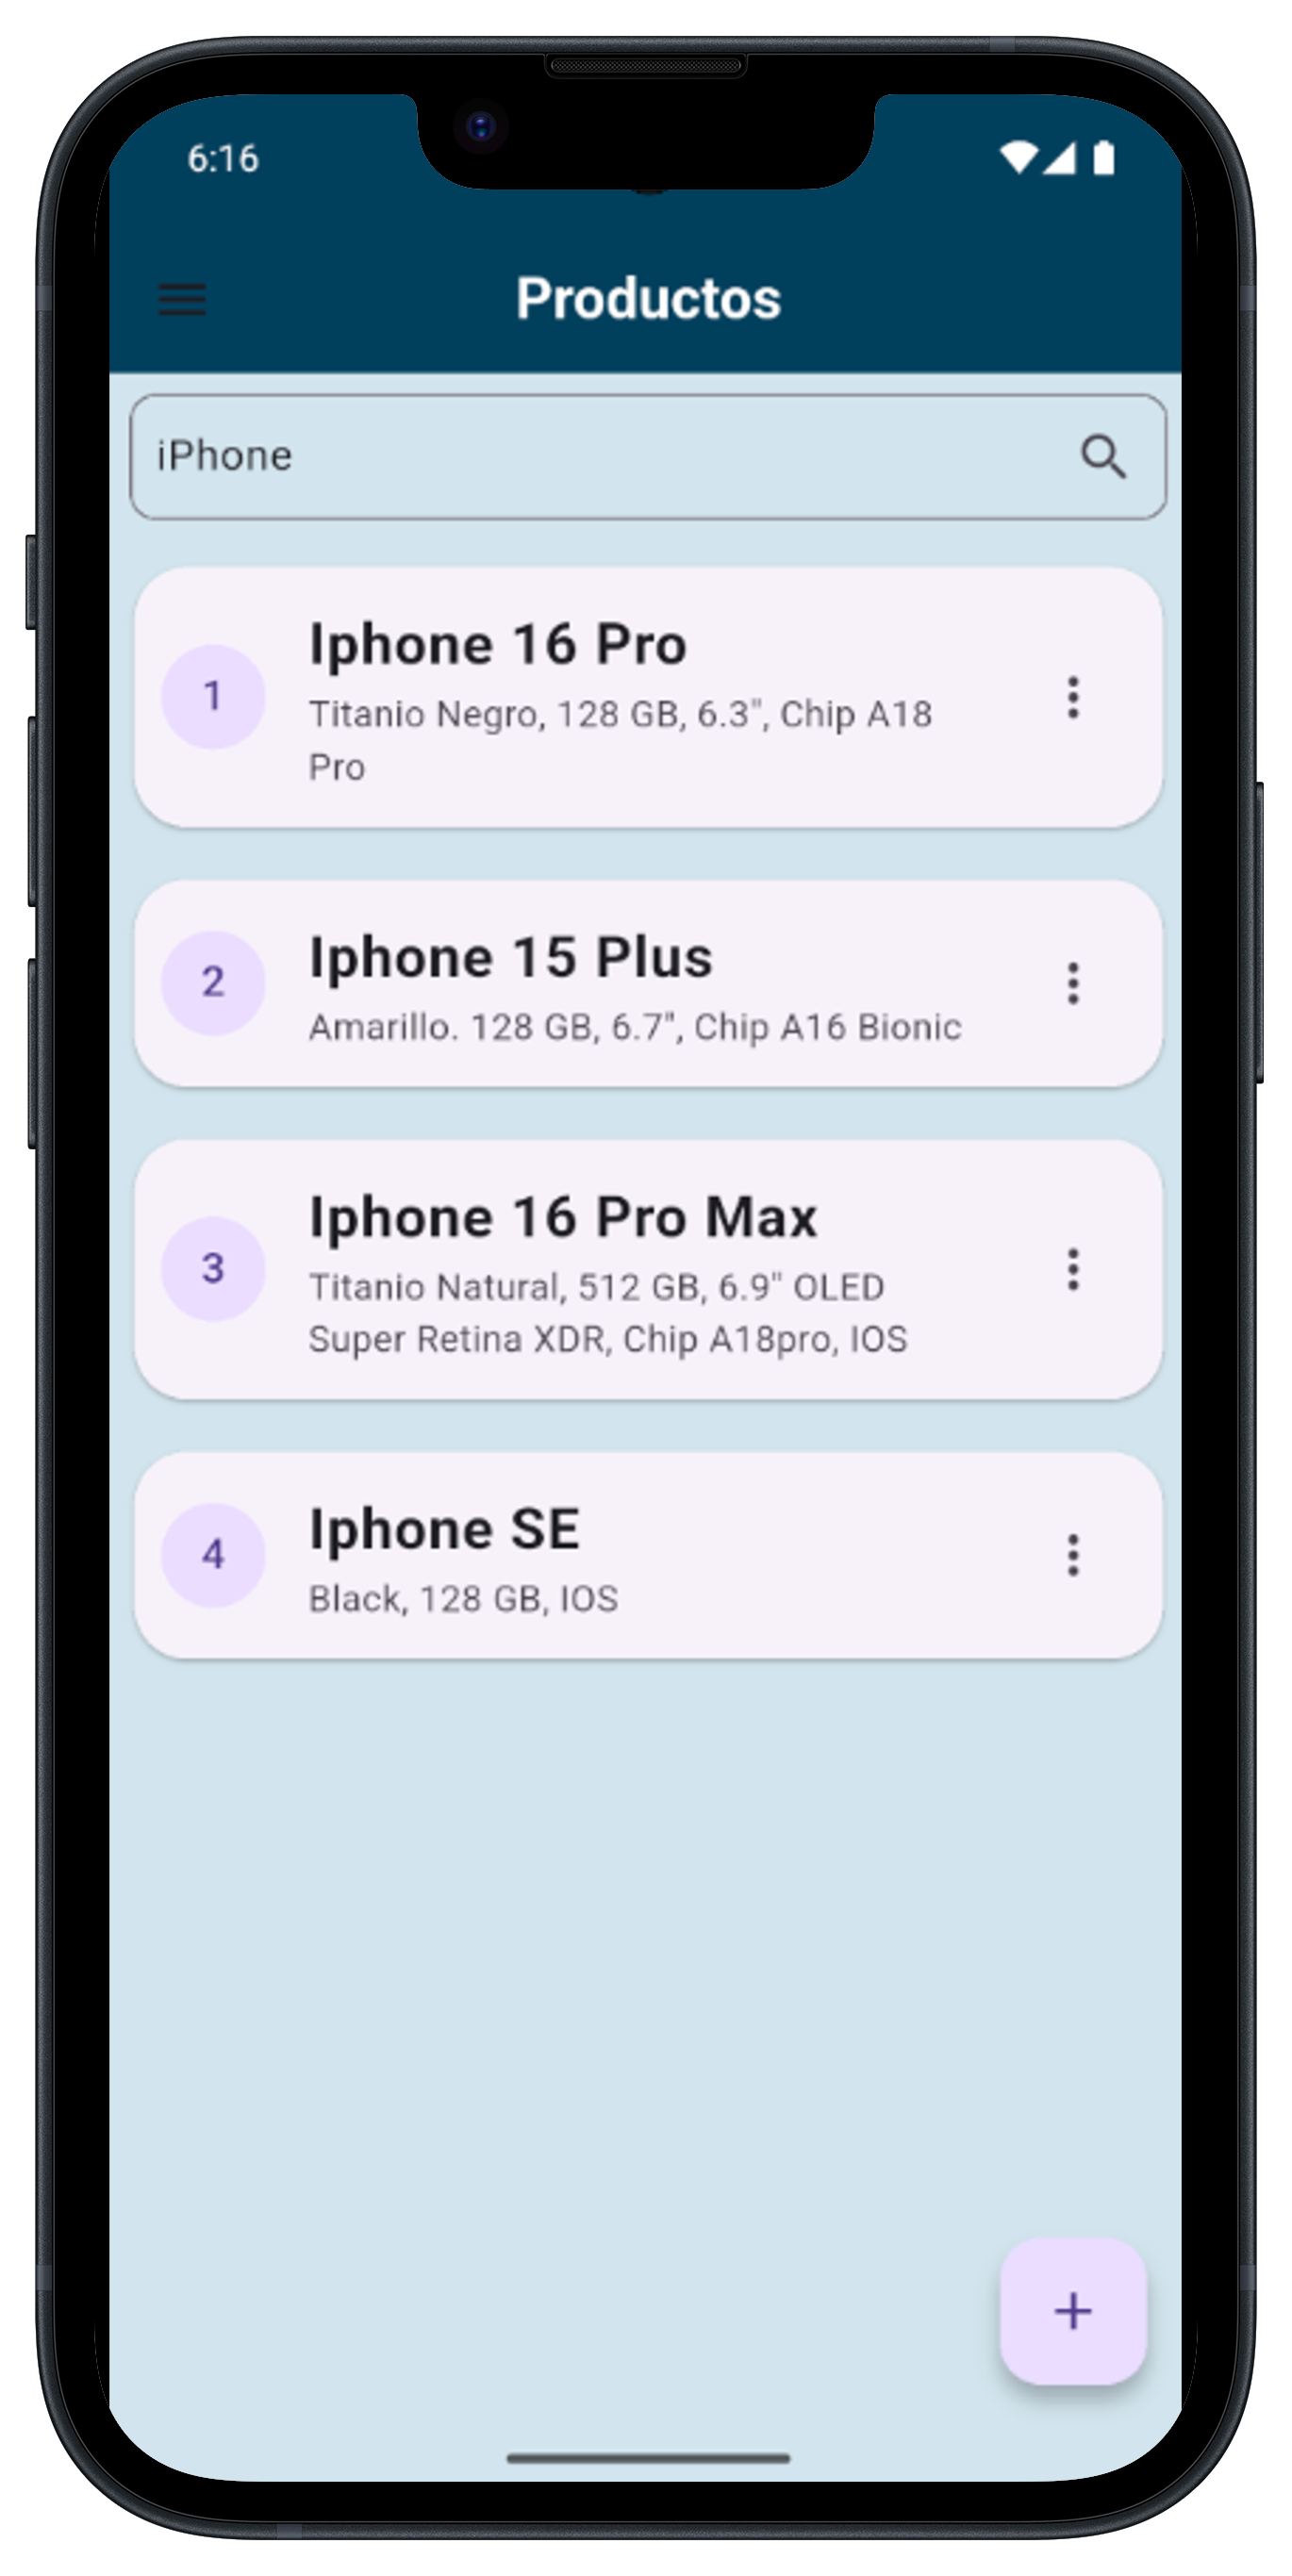 6:16
Productos
iPhone
1
Iphone 16 Pro
Titanio Negro, 128 GB, 6.3", Chip A18
Pro
2
Iphone 15 Plus
Amarillo. 128 GB, 6.7", Chip A16 Bionic
3
Iphone 16 Pro Max
Titanio Natural, 512 GB, 6.9" OLED
Super Retina XDR, Chip A18pro, IOS
4
Iphone SE
Black, 128 GB, IOS
+